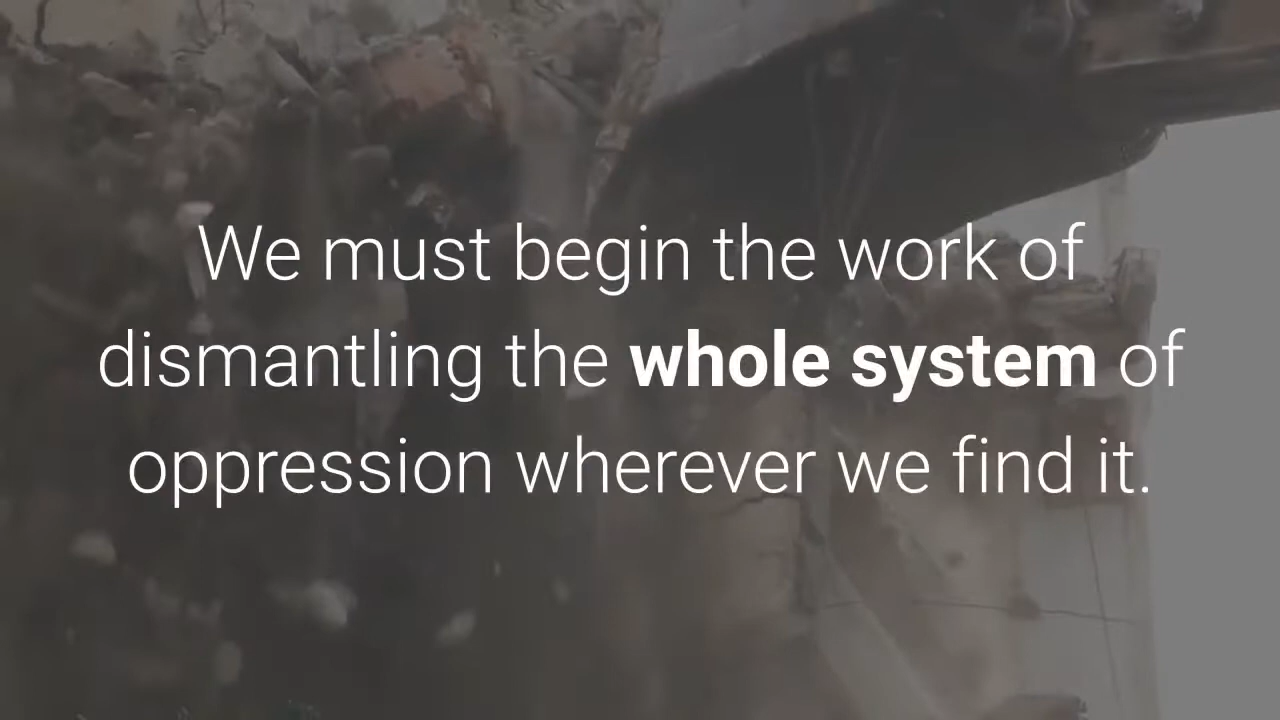 We must begin the work of
dismantling the whole system of
oppression wherever we find it.